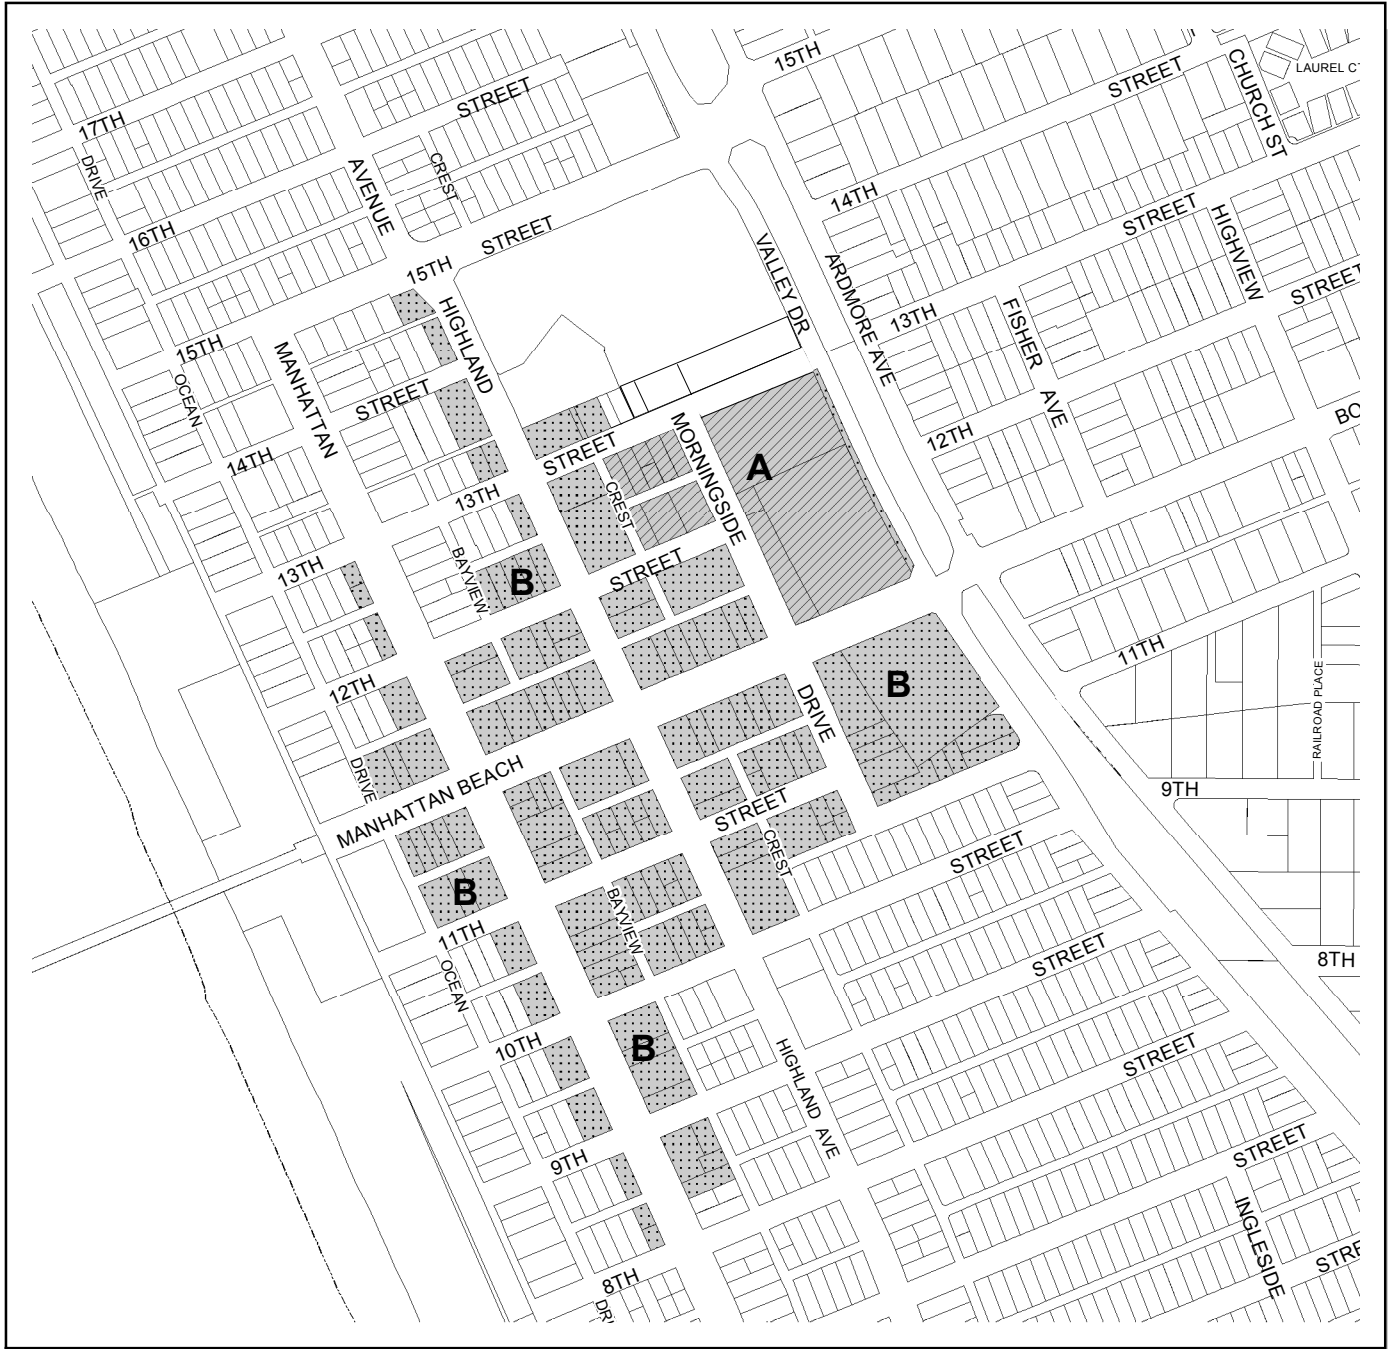 15TH
STREET
CHURCH ST
LAUREL CT
17TH
STREET
DRIVE
AVENUE
CREST
14TH
STREET
HIGHVIEW
16TH
STREET
15TH
VALLEY DR
ARDMORE AVE
STREET
HIGHLAND
13TH
FISHER AVE
15TH
MANHATTAN
OCEAN
STREET
BO
14TH
12TH
STREET
MORNINGSIDE
A
13TH
CREST
BAYVIEW
B
STREET
13TH
11TH
12TH
DRIVE
B
RAILROAD PLACE
DRIVE
MANHATTAN BEACH
9TH
STREET
CREST
STREET
B
BAYVIEW
11TH
OCEAN
STREET
8TH
10TH
B
HIGHLAND AVE
STREET
9TH
STREET
INGLESIDE
STRE
8TH
DRI